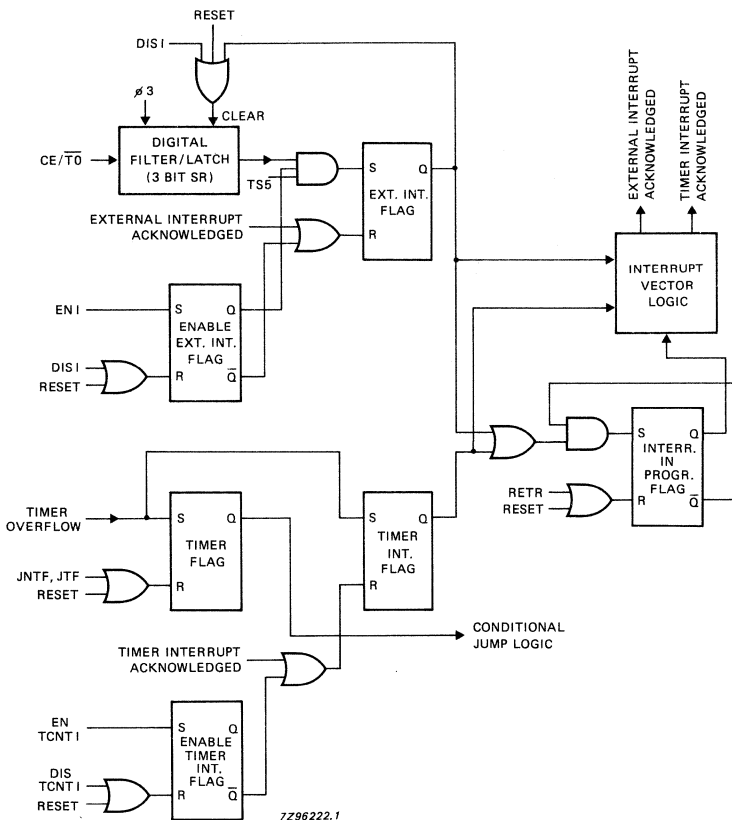 RESET
DIS I
ø3
CLEAR
CE/T̅0̅
DIGITAL
FILTER/LATCH
(3 BIT SR)
TS5
S
Q
EXT. INT.
FLAG
R
EXTERNAL INTERRUPT
ACKNOWLEDGED
EXTERNAL INTERRUPT
ACKNOWLEDGED
TIMER INTERRUPT
ACKNOWLEDGED
INTERRUPT
VECTOR
LOGIC
EN I
S
Q
ENABLE
EXT. INT.
FLAG
R
Q̅
DIS I
RESET
S
Q
INTERR.
IN
PROGR.
FLAG
R
Q̅
RETR
RESET
TIMER
OVERFLOW
S
Q
TIMER
FLAG
R
JNTF, JTF
RESET
S
Q
TIMER
INT.
FLAG
R
CONDITIONAL
JUMP LOGIC
TIMER INTERRUPT
ACKNOWLEDGED
EN
TCNT I
S
Q
ENABLE
TIMER
INT.
FLAG
R
Q̅
DIS
TCNT I
RESET
7Z96222.1